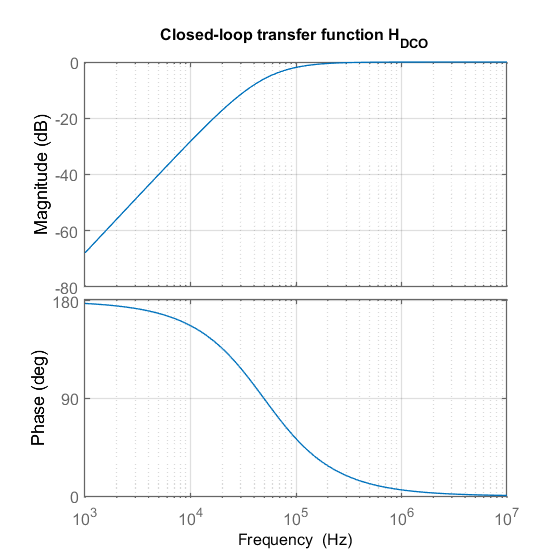 Closed-loop transfer function H_DCO
Magnitude (dB)
0
-20
-40
-60
-80
Phase (deg)
180
90
0
10^3 10^4 10^5 10^6 10^7
Frequency (Hz)